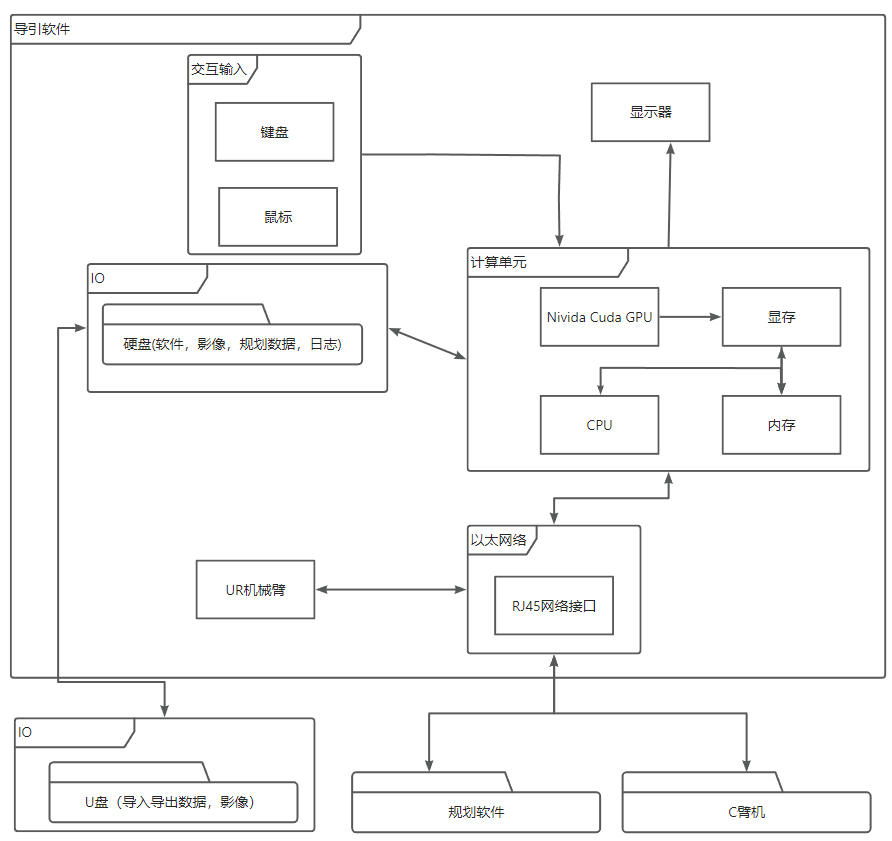 导引软件
交互输入
键盘
鼠标
显示器
IO
硬盘(软件，影像，规划数据，日志)
计算单元
Nivida Cuda GPU
显存
CPU
内存
以太网络
RJ45网络接口
UR机械臂
IO
U盘（导入导出数据，影像）
规划软件
C臂机